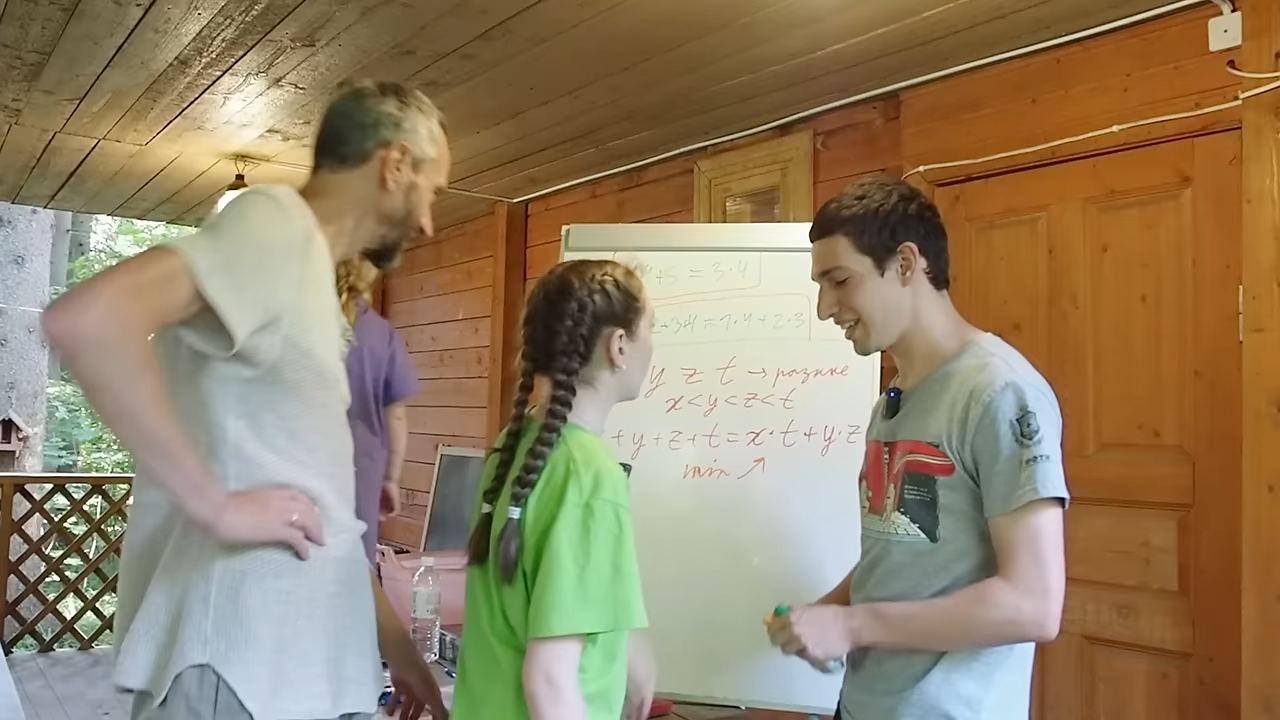 +5 = 3·4
+34=1·4+2·3
y z t → разные
x<y<z<t
+y+z+t=x·t+y·z
min ↗